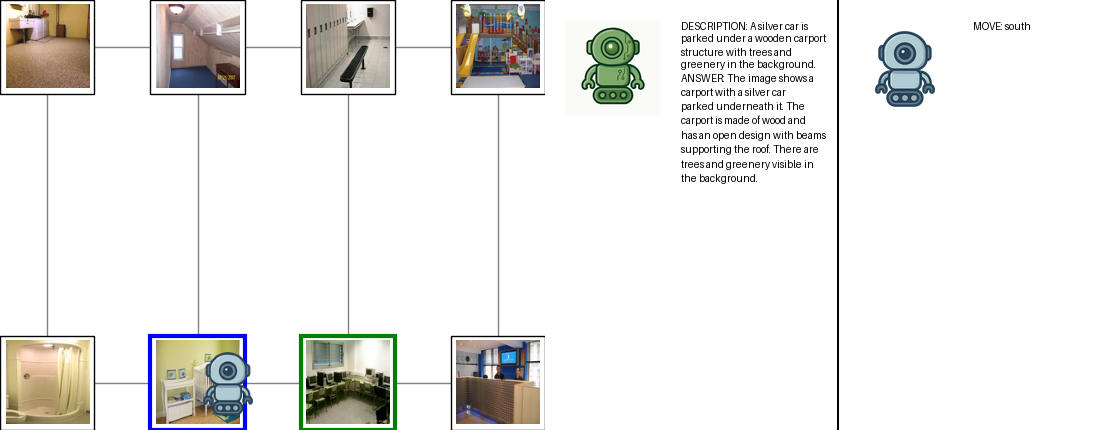 DESCRIPTION: A silver car is
parked under a wooden carport
structure with trees and
greenery in the background.
ANSWER: The image shows a
carport with a silver car
parked underneath it. The
carport is made of wood and
has an open design with beams
supporting the roof. There are
trees and greenery visible in
the background.
MOVE: south